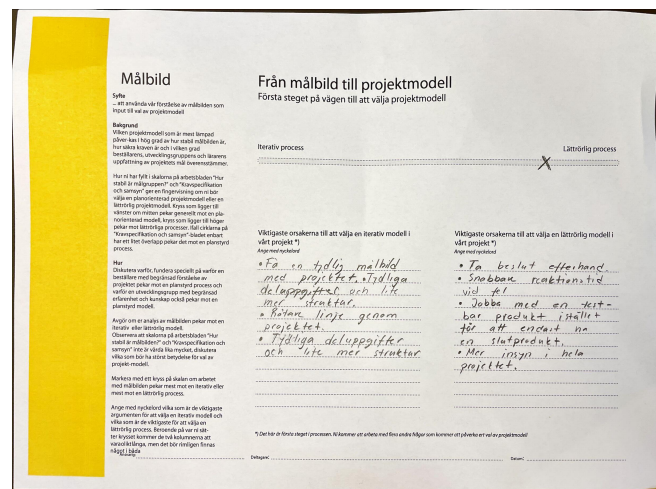 Målbild
Syfte
... att använda vår förståelse av målbilden som
input till val av projektmodell
Bakgrund
Vilken projektmodell som är mest lämpad
påver-kas i hög grad av hur stabil målbilden är,
hur säkra kraven är och i vilken grad
beställarens, utvecklingsgruppens och lärarens
uppfattning av projektets mål överensstämmer.
Hur ni har fyllt i skalorna på arbetsbladen "Hur
stabil är målgruppen?" och "Kravspecifikation
och samsyn" ger en fingervisning om ni bör
välja en planorienterad projektmodell eller en
lättrörlig projektmodell. Kryss som ligger till
vänster om mitten pekar generellt mot en pla-
norienterad modell, kryss som ligger till höger
pekar mot lättrörliga processer. Ifall cirklarna på
"Kravspecifikation och samsyn"-bladet enbart
har ett litet överlapp pekar det mot en planstyrd
process.
Hur
Diskutera varför, fundera speciellt på varför en
beställare med begränsad förståelse av
projektet pekar mot en planstyrd process och
varför en utvecklingsgrupp med begränsad
erfarenhet och kunskap också pekar mot en
planstyrd modell.
Avgör om er analys av målbilden pekar mot en
iterativ eller lättrörlig modell.
Observera att skalorna på arbetsbladen "Hur
stabil är målbilden?" och "Kravspecifikation och
samsyn" inte är värda lika mycket, diskutera
vilka som bör ha störst betydelse för val av
projekt-modell.
Markera med ett kryss på skalan om arbetet
med målbilden pekar mest mot en iterativ eller
mest mot en lättrörlig process.
Ange med nyckelord vilka som är de viktigaste
argumenten för att välja en iterativ modell och
vilka som är de viktigaste för att välja en
lättrörlig process. Beroende på var ni sät-
ter krysset kommer de två kolumnerna att
vara olika långa, men det bör rimligen finnas
något i båda
Från målbild till projektmodell
Första steget på vägen till att välja projektmodell
Iterativ process
Lättrörlig process
X
Viktigaste orsakerna till att välja en iterativ modell i
vårt projekt *)
Ange med nyckelord
• Få en tydlig målbild
med projektet. • Tydliga
deluppgifter och lite
mer struktur.
• Rötare linje genom
projektet.
• Tydliga deluppgifter
och lite mer struktur
Viktigaste orsakerna till att välja en lättrörlig modell i
vårt projekt *)
Ange med nyckelord
• Ta beslut efterhand.
• Snabbare reaktionstid
vid fel
• Jobba med en test-
bar produkt istället
för att endast ha
en slutprodukt.
• Mer insyn i hela
projektet.
*) Det här är första steget i processen. Ni kommer att arbeta med flera andra frågor som kommer att påverka ert val av projektmodell
Deltagare:
Datum: